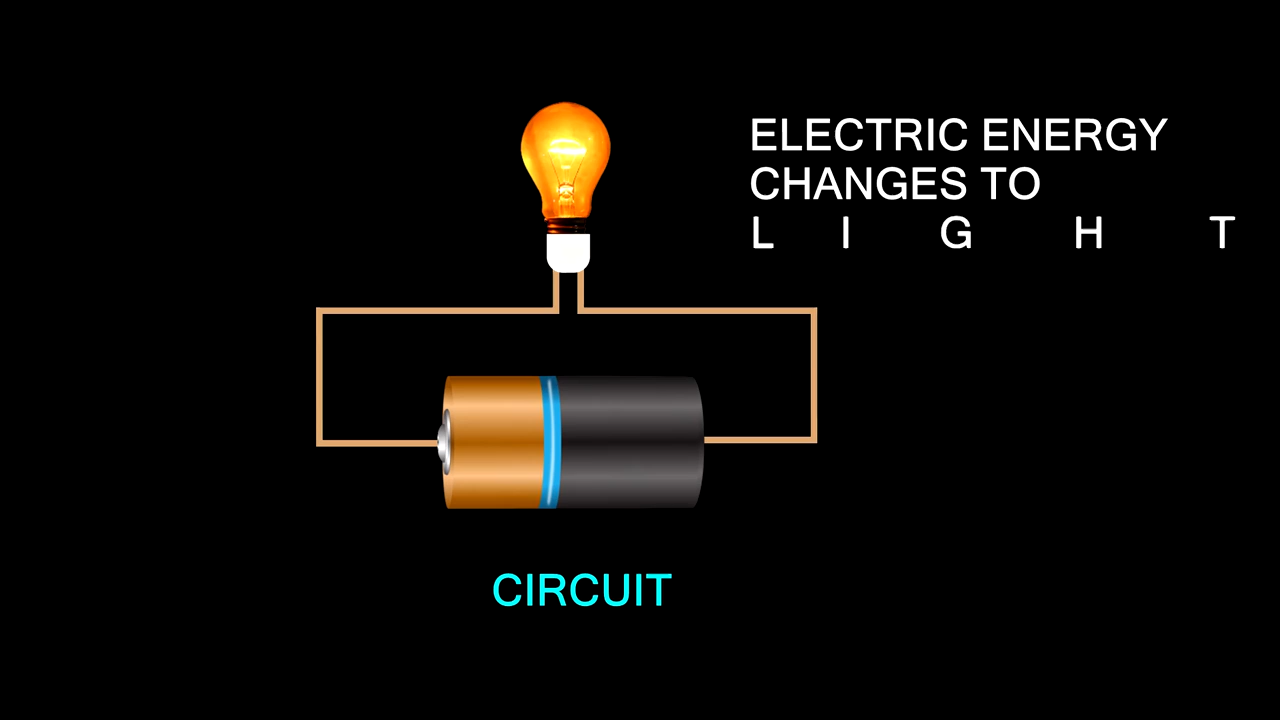 ELECTRIC ENERGY
CHANGES TO
L I G H T
CIRCUIT